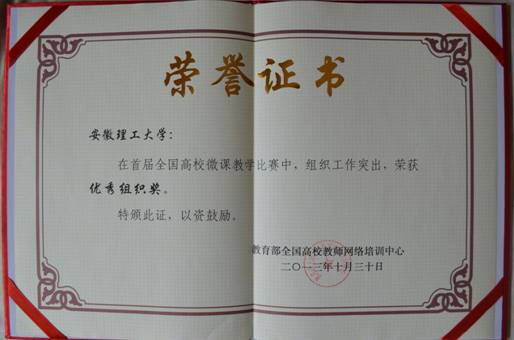 荣誉证书
安徽理工大学：
在首届全国高校微课教学比赛中，组织工作突出，荣获
优秀组织奖。
特颁此证，以资鼓励。
教育部全国高校教师网络培训中心
二〇一三年十月三十日